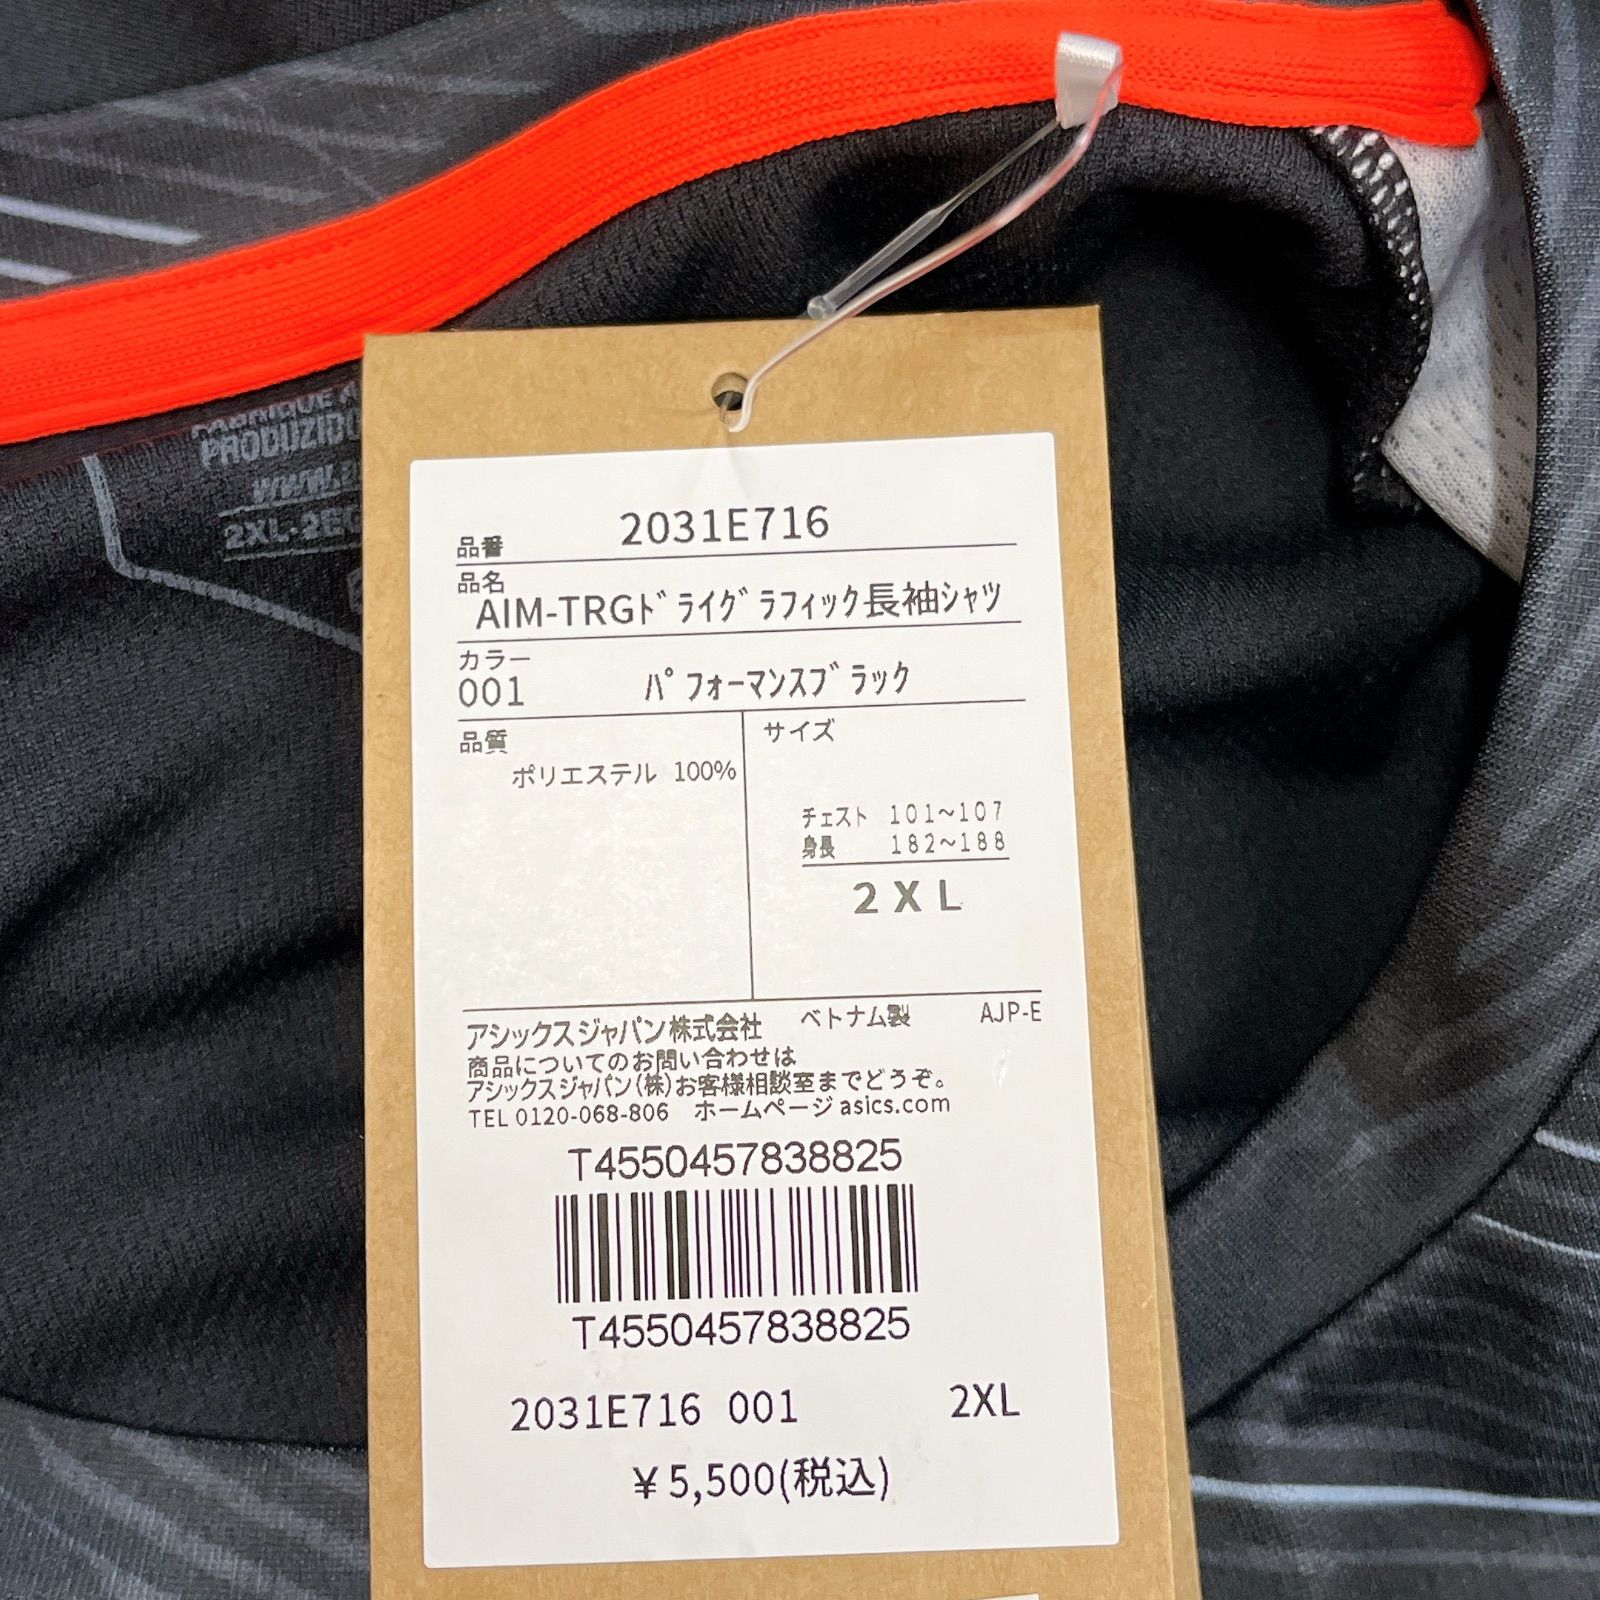 PRODUZIDO
2XL-2E
品番 2031E716
品名
AIM-TRGﾄﾞﾗｲｸﾞﾗﾌｨｯｸ長袖ｼｬﾂ
カラー
001 ﾊﾟﾌｫｰﾏﾝｽﾌﾞﾗｯｸ
品質 サイズ
ポリエステル 100%
チェスト 101~107
身長 182~188
2XL
アシックスジャパン株式会社 ベトナム製 AJP-E
商品についてのお問い合わせは
アシックスジャパン(株)お客様相談室までどうぞ。
TEL 0120-068-806 ホームページ asics.com
T4550457838825
T4550457838825
2031E716 001 2XL
¥5,500(税込)